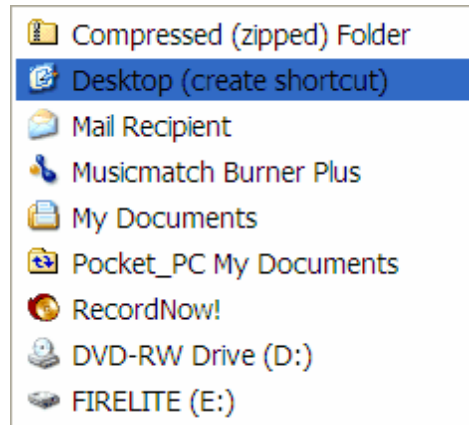 Compressed (zipped) Folder
Desktop (create shortcut)
Mail Recipient
Musicmatch Burner Plus
My Documents
Pocket_PC My Documents
RecordNow!
DVD-RW Drive (D:)
FIRELITE (E:)